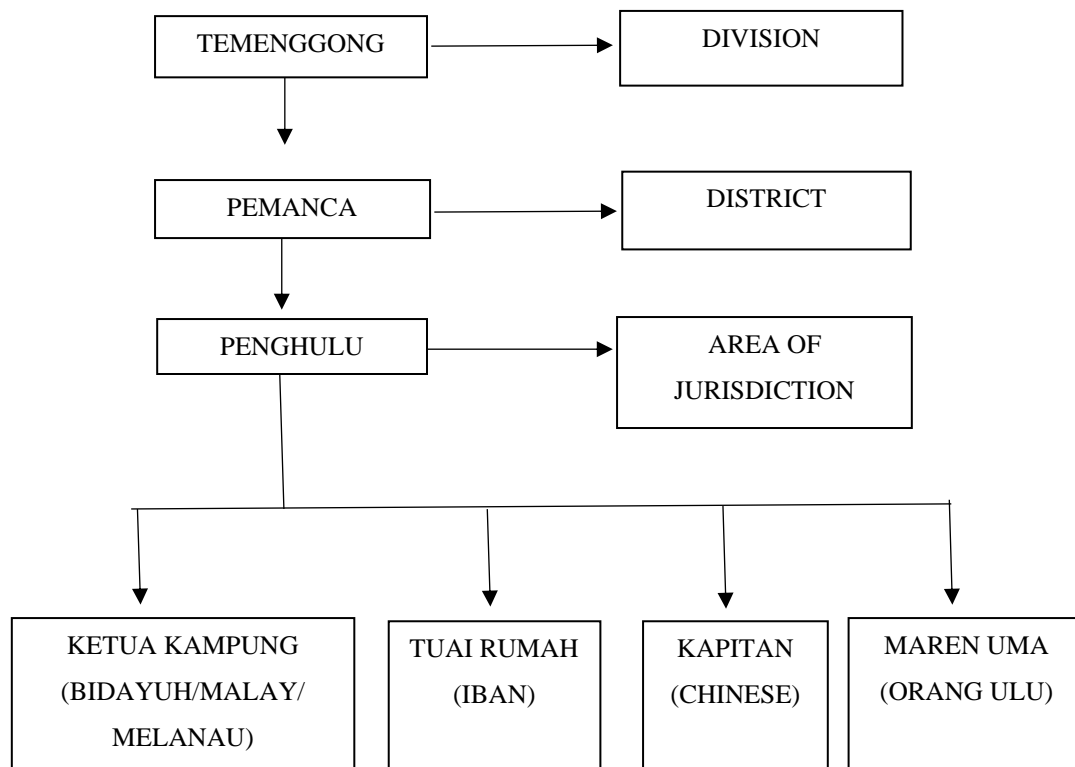 TEMENGGONG
DIVISION
PEMANCA
DISTRICT
PENGHULU
AREA OF
JURISDICTION
KETUA KAMPUNG
(BIDAYUH/MALAY/
MELANAU)
TUAI RUMAH
(IBAN)
KAPITAN
(CHINESE)
MAREN UMA
(ORANG ULU)